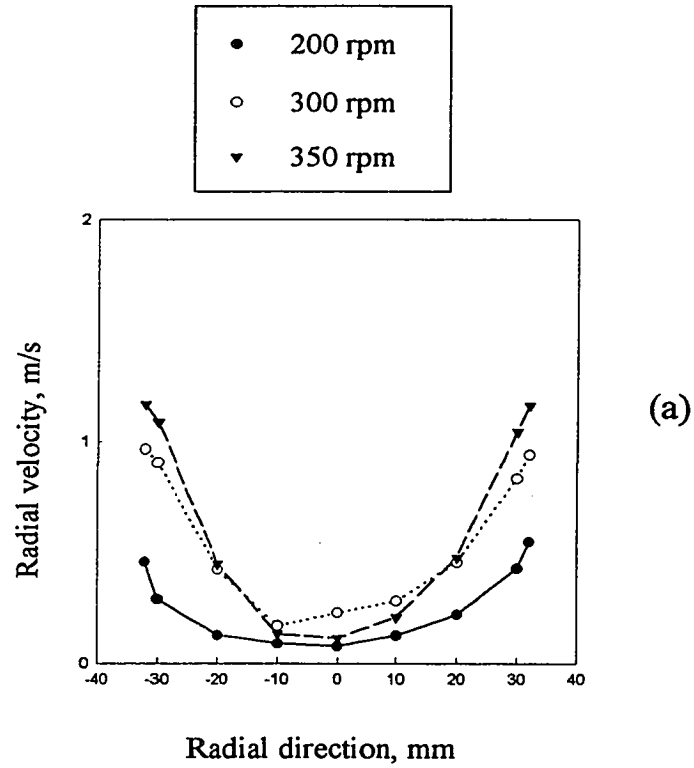 200 rpm
300 rpm
350 rpm
2
1
0
Radial velocity, m/s
(a)
-40 -30 -20 -10 0 10 20 30 40
Radial direction, mm